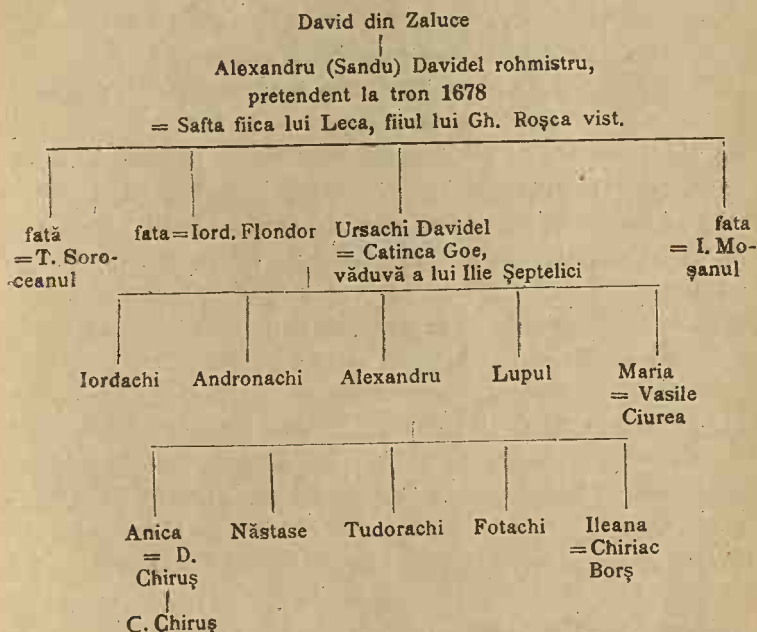 David din Zaluce
Alexandru (Sandu) Davidel rohmistru,
pretendent la tron 1678
= Safta fiica lui Leca, fiiul lui Gh. Roşca vist.
fată
=T. Soro-
ceanul
fata=Iord. Flondor
Ursachi Davidel
= Catinca Goe,
văduvă a lui Ilie Şeptelici
fata
= I. Mo-
şanul
Iordachi
Andronachi
Alexandru
Lupul
Maria
= Vasile
Ciurea
Anica
= D.
Chiruş
C. Chiruş
Năstase
Tudorachi
Fotachi
Ileana
=Chiriac
Borş